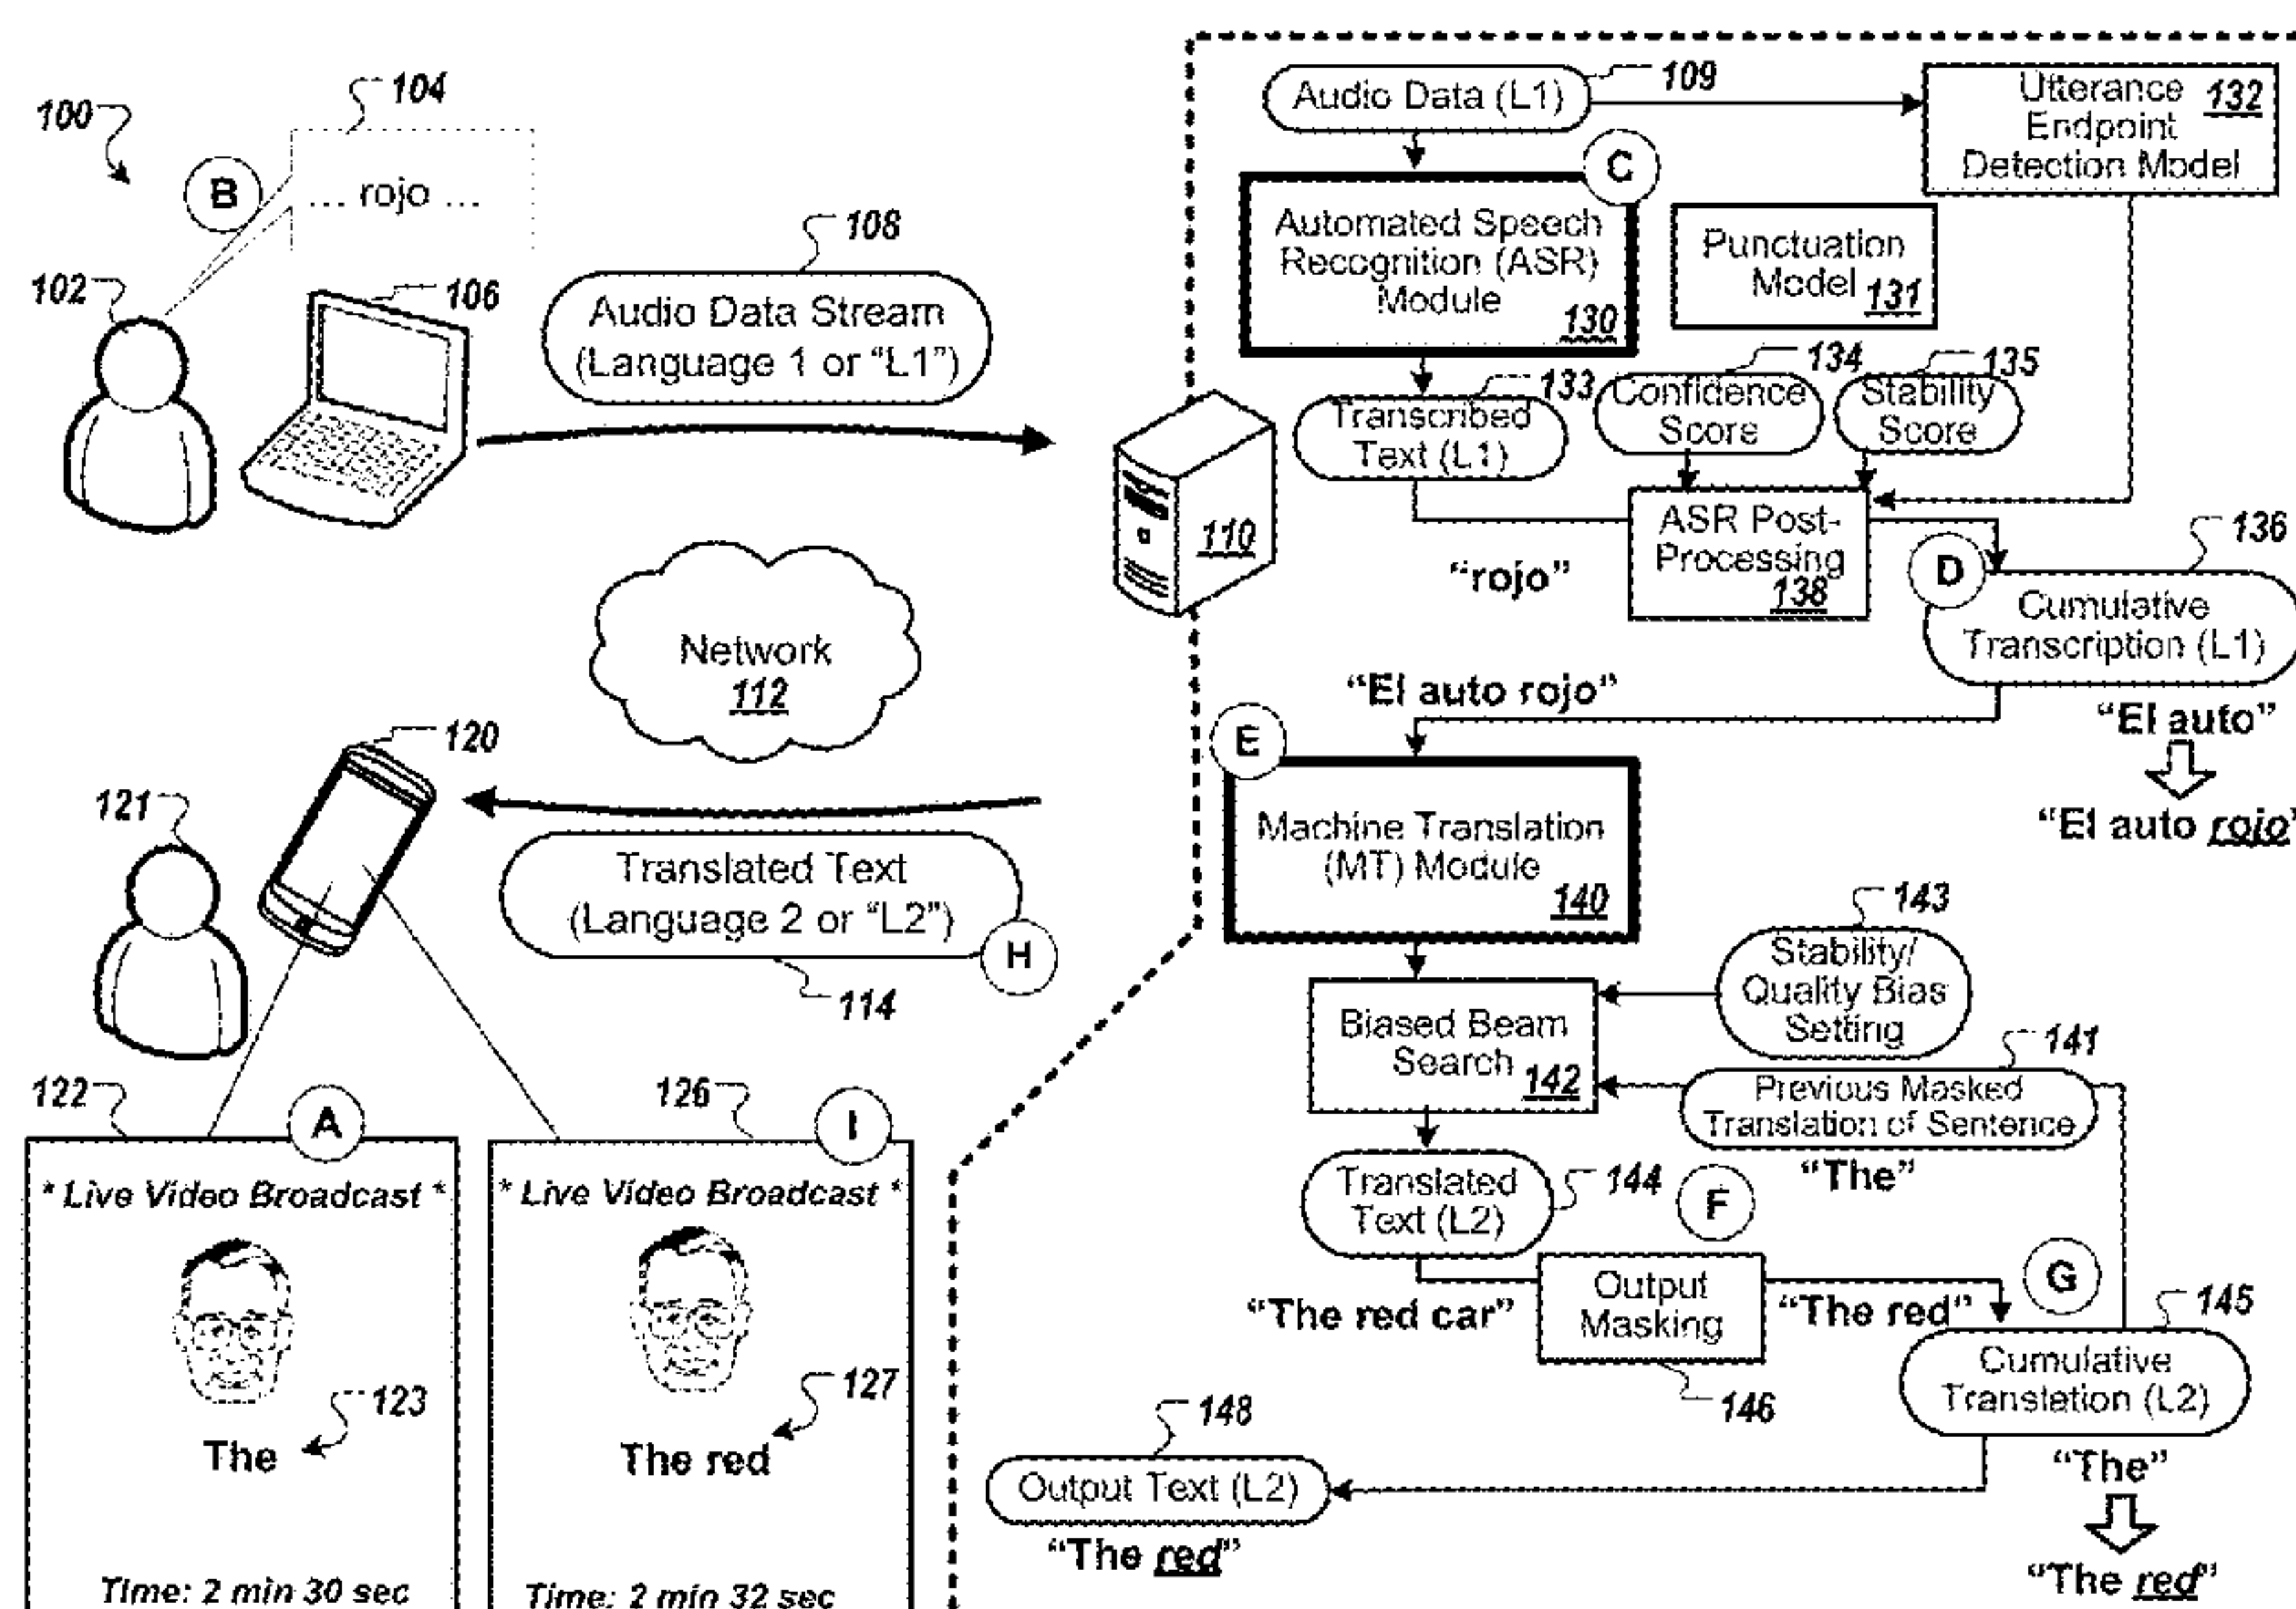 100
104
B
... rojo ...
102
106
108
Audio Data Stream
(Language 1 or “L1”)
110
Network
112
120
121
Translated Text
(Language 2 or “L2”)
H
114
122
A
* Live Video Broadcast *
123
The
Time: 2 min 30 sec
126
I
* Live Video Broadcast *
127
The red
Time: 2 min 32 sec
Audio Data (L1)
109
Utterance 132
Endpoint
Detection Model
C
Automated Speech
Recognition (ASR)
Module
130
Punctuation
Model 131
133
Transcribed
Text (L1)
134
Confidence
Score
135
Stability
Score
“rojo”
ASR Post-
Processing
138
D
136
Cumulative
Transcription (L1)
“El auto rojo”
“El auto”
“El auto rojo”
E
Machine Translation
(MT) Module
140
143
Stability/
Quality Bias
Setting
Biased Beam
Search 142
141
Previous Masked
Translation of Sentence
“The”
Translated
Text (L2)
144
F
“The red car”
Output
Masking
146
“The red”
G
145
Cumulative
Translation (L2)
“The”
“The red”
148
Output Text (L2)
“The red”